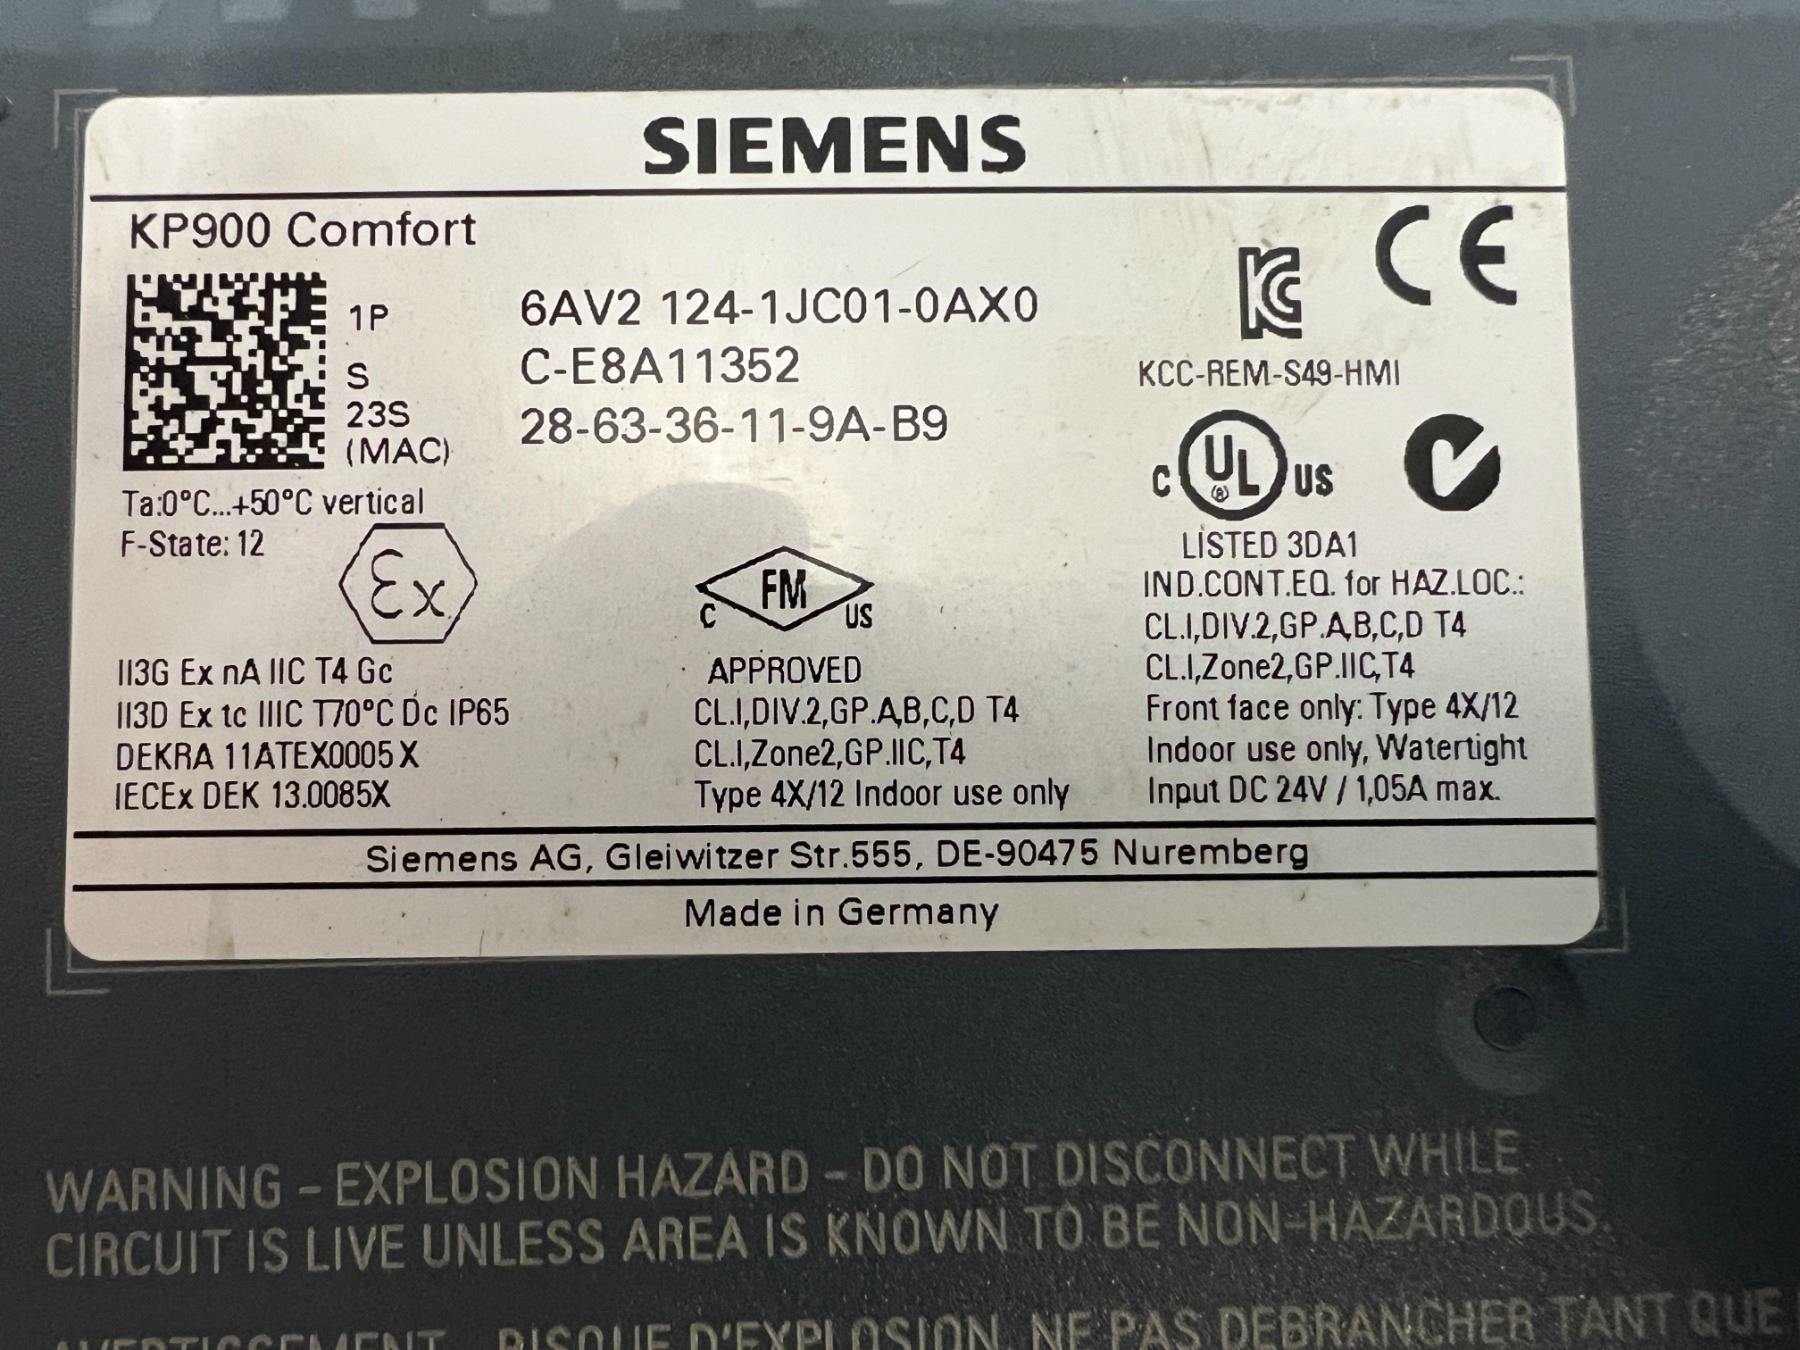 SIEMENS
KP900 Comfort
1P 6AV2 124-1JC01-0AX0
S C-E8A11352
23S 28-63-36-11-9A-B9
(MAC)
Ta:0°C...+50°C vertical
F-State: 12
Ex
II3G Ex nA IIC T4 Gc
II3D Ex tc IIIC T70°C Dc IP65
DEKRA 11ATEX0005 X
IECEx DEK 13.0085X
C FM US
APPROVED
CL.I,DIV.2,GP.A,B,C,D T4
CL.I,Zone2,GP.IIC,T4
Type 4X/12 Indoor use only
CE
KC
KCC-REM-S49-HMI
C UL ® US
LISTED 3DA1
IND.CONT.EQ. for HAZ.LOC.:
CL.I,DIV.2,GP.A,B,C,D T4
CL.I,Zone2,GP.IIC,T4
Front face only: Type 4X/12
Indoor use only, Watertight
Input DC 24V / 1,05A max.
Siemens AG, Gleiwitzer Str.555, DE-90475 Nuremberg
Made in Germany
WARNING – EXPLOSION HAZARD – DO NOT DISCONNECT WHILE
CIRCUIT IS LIVE UNLESS AREA IS KNOWN TO BE NON-HAZARDOUS.
AVERTISSEMENT - RISQUE D'EXPLOSION. NE PAS DEBRANCHER TANT QUE